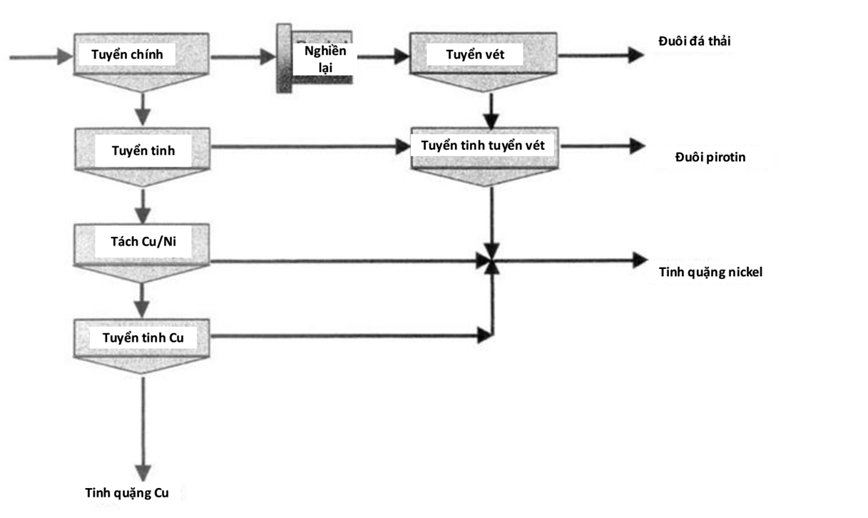 Tuyển chính
Nghiền
lại
Tuyển vét
Đuôi đá thải
Tuyển tinh
Tuyển tinh tuyển vét
Đuôi pirotin
Tách Cu/Ni
Tinh quặng nickel
Tuyển tinh Cu
Tinh quặng Cu